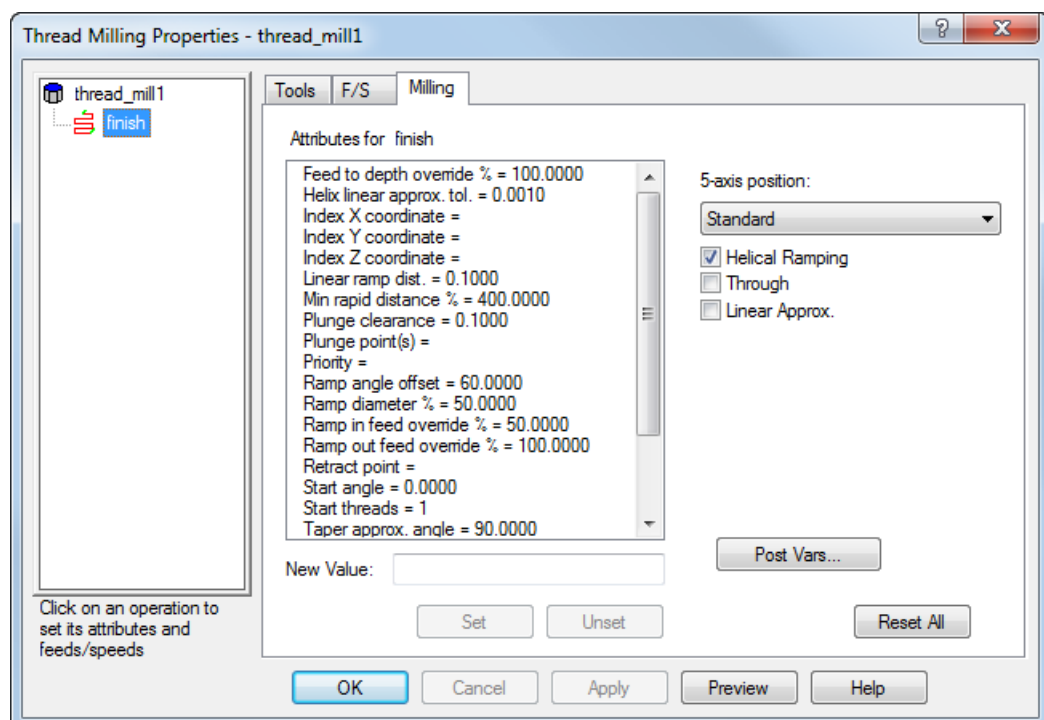 Thread Milling Properties - thread_mill1
thread_mill1
finish
Click on an operation to
set its attributes and
feeds/speeds
Tools
F/S
Milling
Attributes for finish
Feed to depth override % = 100.0000
Helix linear approx. tol. = 0.0010
Index X coordinate =
Index Y coordinate =
Index Z coordinate =
Linear ramp dist. = 0.1000
Min rapid distance % = 400.0000
Plunge clearance = 0.1000
Plunge point(s) =
Priority =
Ramp angle offset = 60.0000
Ramp diameter % = 50.0000
Ramp in feed override % = 50.0000
Ramp out feed override % = 100.0000
Retract point =
Start angle = 0.0000
Start threads = 1
Taper approx. angle = 90.0000
New Value:
Set
Unset
5-axis position:
Standard
Helical Ramping
Through
Linear Approx.
Post Vars...
Reset All
OK
Cancel
Apply
Preview
Help